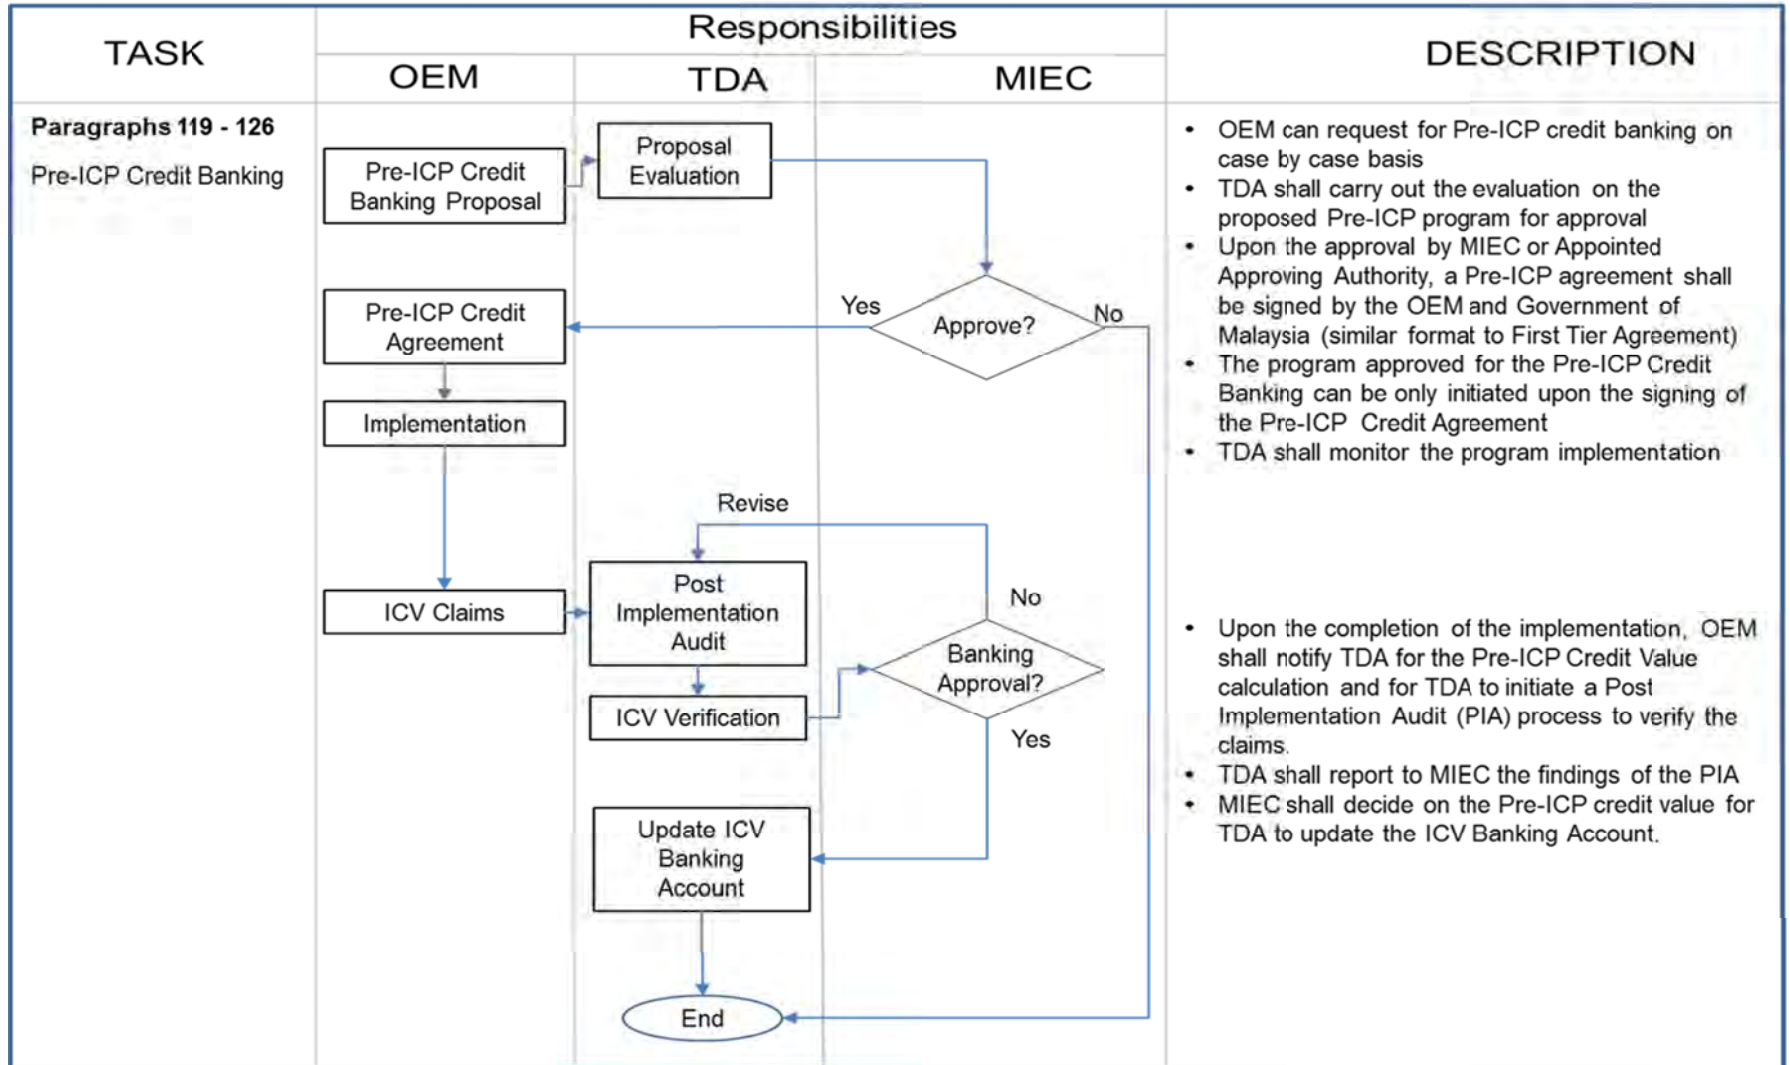 TASK
Responsibilities
OEM
TDA
MIEC
DESCRIPTION
Paragraphs 119 - 126
Pre-ICP Credit Banking
Pre-ICP Credit
Banking Proposal
Proposal
Evaluation
Approve?
Yes
No
Pre-ICP Credit
Agreement
Implementation
Revise
ICV Claims
Post
Implementation
Audit
ICV Verification
No
Banking
Approval?
Yes
Update ICV
Banking
Account
End
• OEM can request for Pre-ICP credit banking on
case by case basis
• TDA shall carry out the evaluation on the
proposed Pre-ICP program for approval
• Upon the approval by MIEC or Appointed
Approving Authority, a Pre-ICP agreement shall
be signed by the OEM and Government of
Malaysia (similar format to First Tier Agreement)
• The program approved for the Pre-ICP Credit
Banking can be only initiated upon the signing of
the Pre-ICP Credit Agreement
• TDA shall monitor the program implementation
• Upon the completion of the implementation, OEM
shall notify TDA for the Pre-ICP Credit Value
calculation and for TDA to initiate a Post
Implementation Audit (PIA) process to verify the
claims.
• TDA shall report to MIEC the findings of the PIA
• MIEC shall decide on the Pre-ICP credit value for
TDA to update the ICV Banking Account.